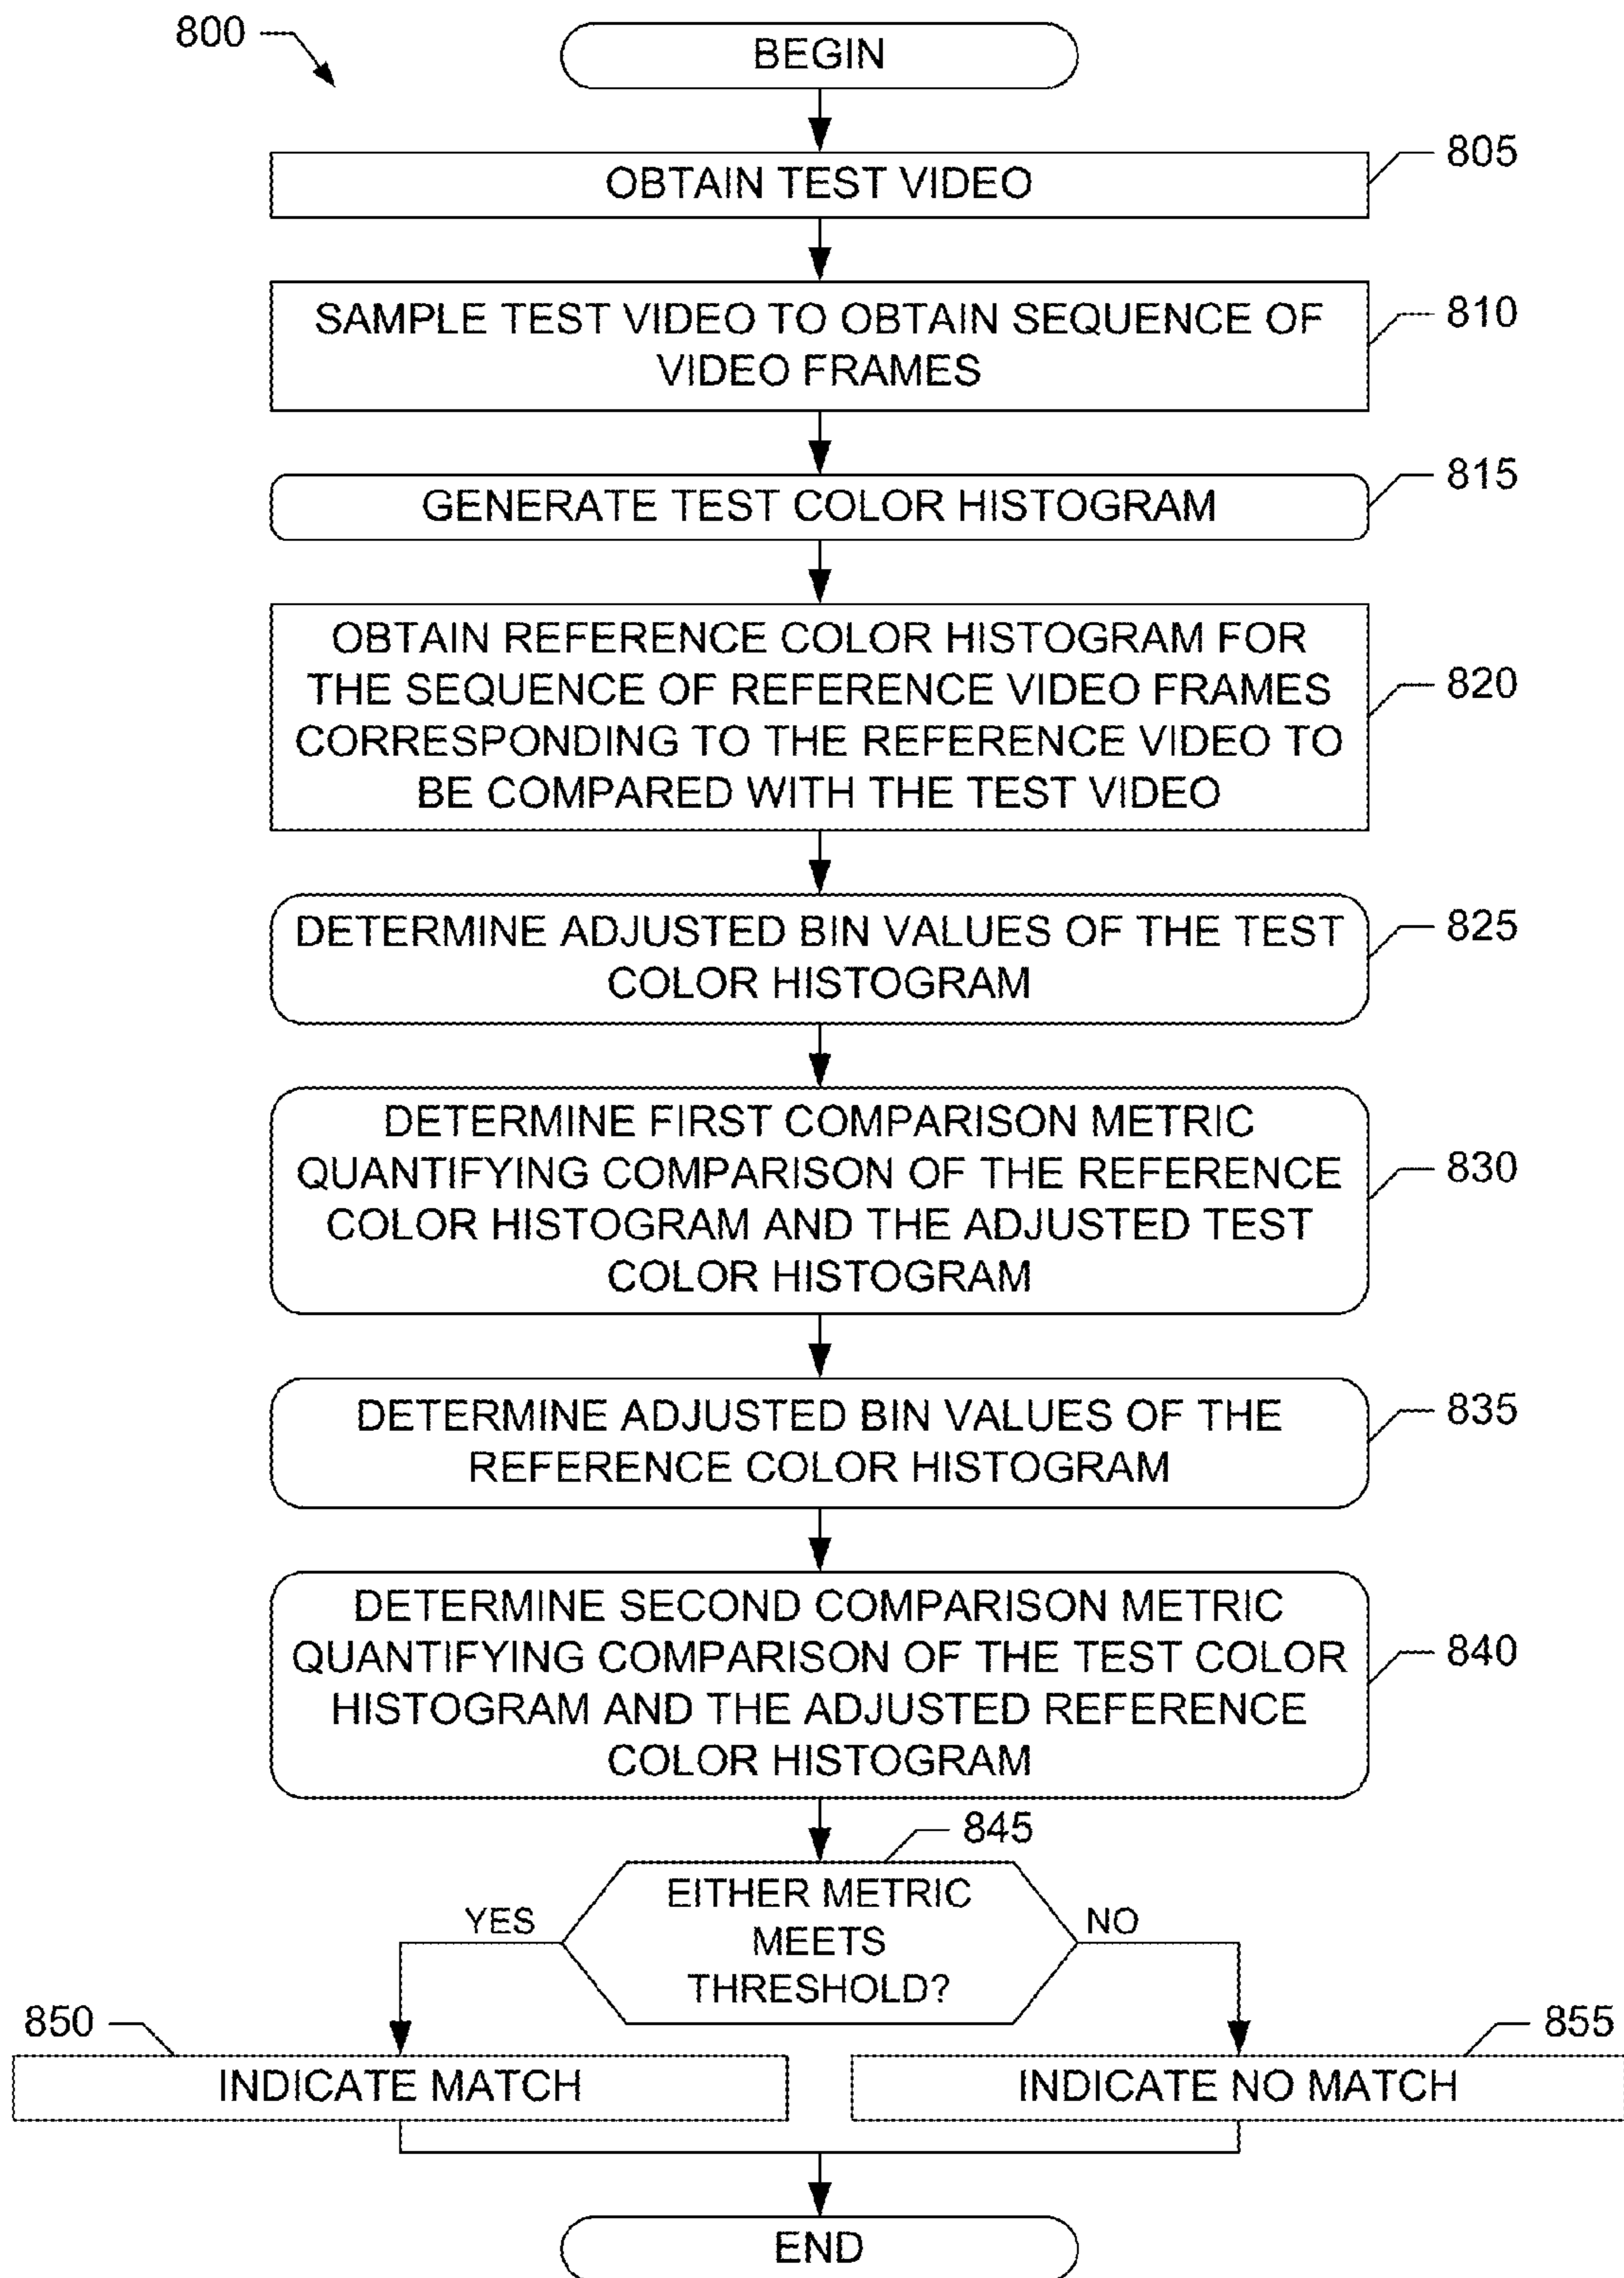 800
BEGIN
OBTAIN TEST VIDEO
805
SAMPLE TEST VIDEO TO OBTAIN SEQUENCE OF
VIDEO FRAMES
810
GENERATE TEST COLOR HISTOGRAM
815
OBTAIN REFERENCE COLOR HISTOGRAM FOR
THE SEQUENCE OF REFERENCE VIDEO FRAMES
CORRESPONDING TO THE REFERENCE VIDEO TO
BE COMPARED WITH THE TEST VIDEO
820
DETERMINE ADJUSTED BIN VALUES OF THE TEST
COLOR HISTOGRAM
825
DETERMINE FIRST COMPARISON METRIC
QUANTIFYING COMPARISON OF THE REFERENCE
COLOR HISTOGRAM AND THE ADJUSTED TEST
COLOR HISTOGRAM
830
DETERMINE ADJUSTED BIN VALUES OF THE
REFERENCE COLOR HISTOGRAM
835
DETERMINE SECOND COMPARISON METRIC
QUANTIFYING COMPARISON OF THE TEST COLOR
HISTOGRAM AND THE ADJUSTED REFERENCE
COLOR HISTOGRAM
840
845
EITHER METRIC
MEETS
THRESHOLD?
YES
NO
850
INDICATE MATCH
855
INDICATE NO MATCH
END